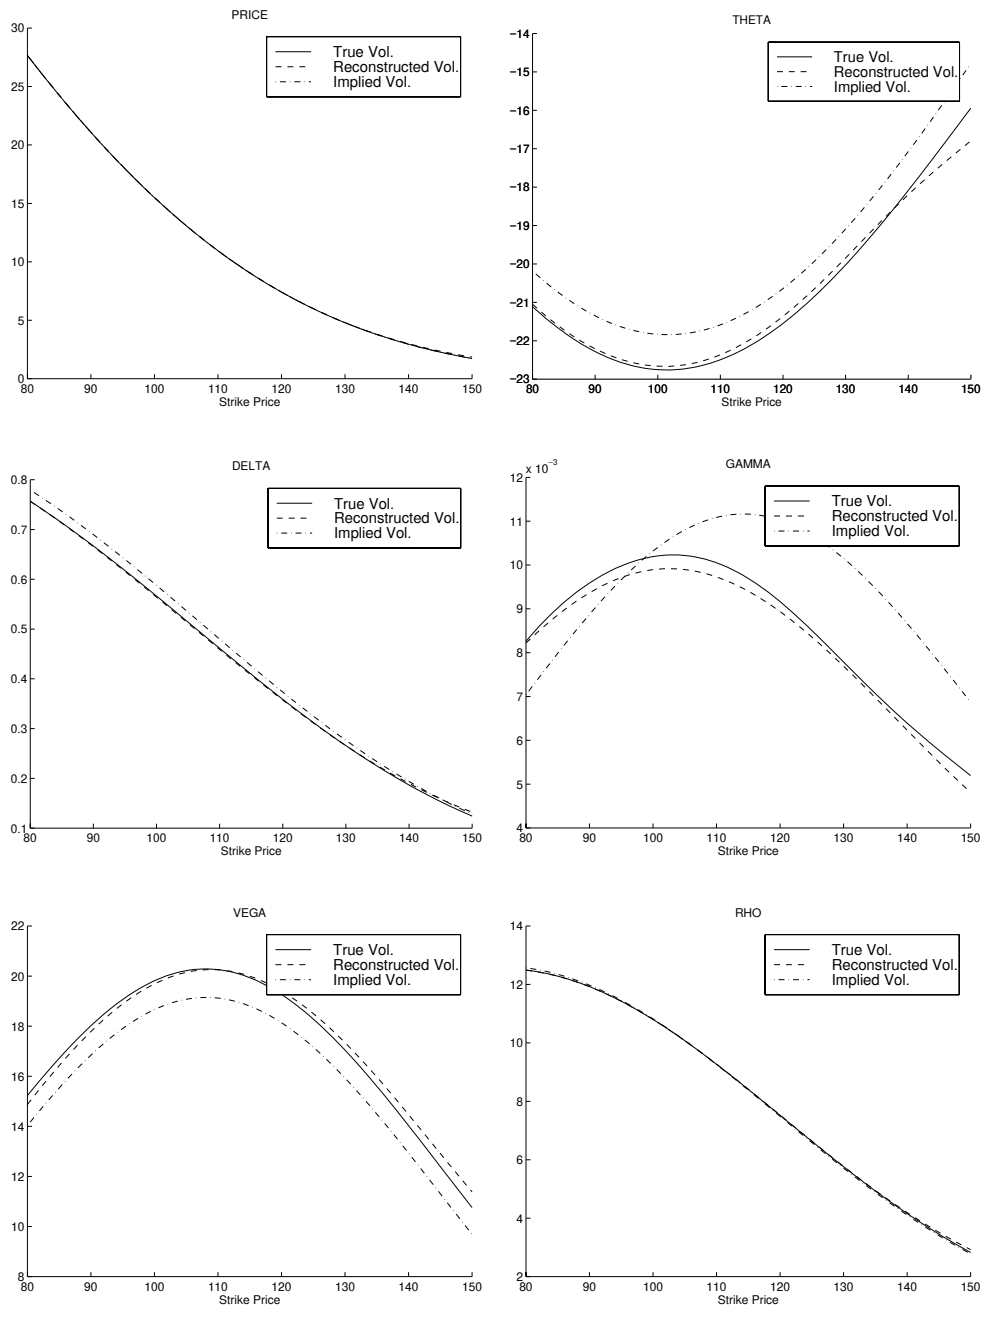 PRICE
30
25
20
15
10
5
0
80 90 100 110 120 130 140 150
Strike Price
True Vol.
Reconstructed Vol.
Implied Vol.
THETA
−14
−15
−16
−17
−18
−19
−20
−21
−22
−23
80 90 100 110 120 130 140 150
Strike Price
True Vol.
Reconstructed Vol.
Implied Vol.
DELTA
0.8
0.7
0.6
0.5
0.4
0.3
0.2
0.1
80 90 100 110 120 130 140 150
Strike Price
True Vol.
Reconstructed Vol.
Implied Vol.
GAMMA
x 10−3
12
11
10
9
8
7
6
5
4
80 90 100 110 120 130 140 150
Strike Price
True Vol.
Reconstructed Vol.
Implied Vol.
VEGA
22
20
18
16
14
12
10
8
80 90 100 110 120 130 140 150
Strike Price
True Vol.
Reconstructed Vol.
Implied Vol.
RHO
14
12
10
8
6
4
2
80 90 100 110 120 130 140 150
Strike Price
True Vol.
Reconstructed Vol.
Implied Vol.